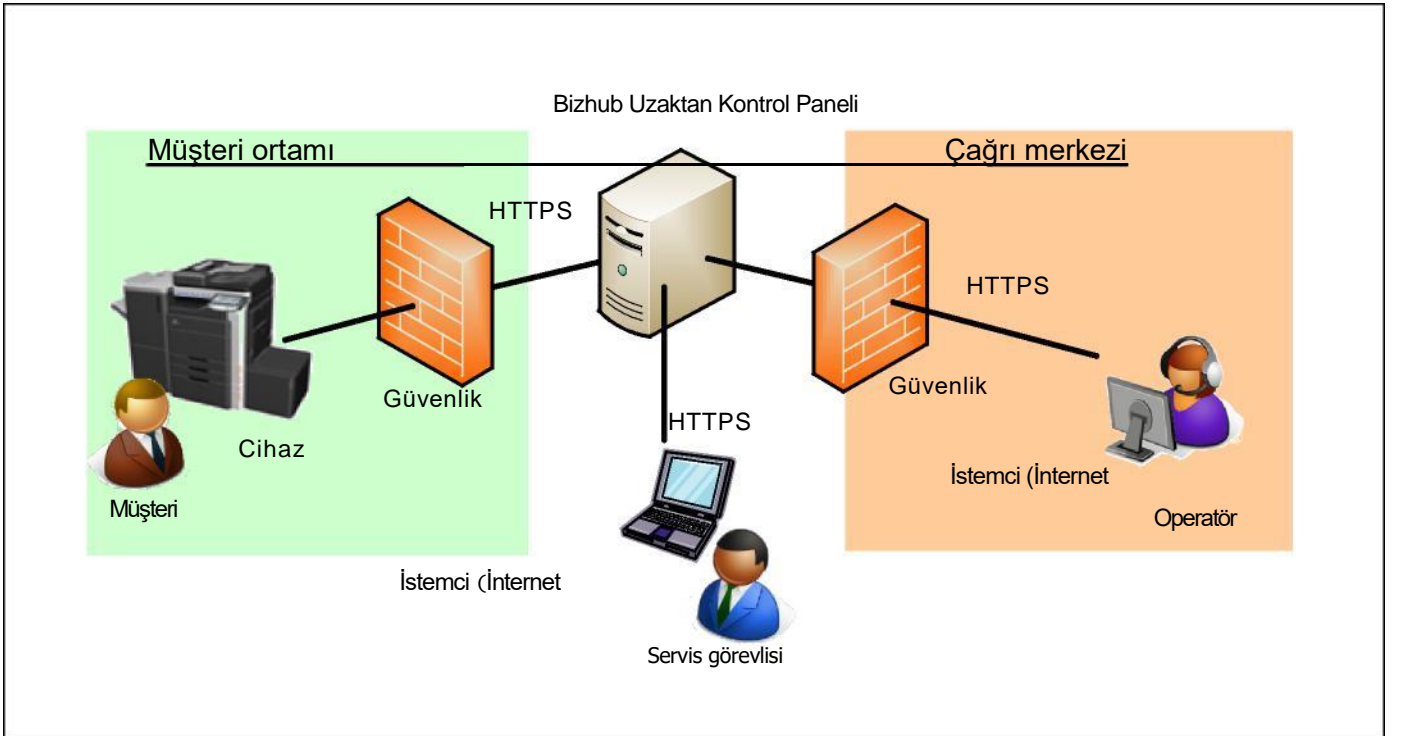 Bizhub Uzaktan Kontrol Paneli
Müşteri ortamı
Çağrı merkezi
HTTPS
HTTPS
Güvenlik
Güvenlik
HTTPS
Cihaz
Müşteri
İstemci (İnternet
Operatör
İstemci (İnternet
Servis görevlisi